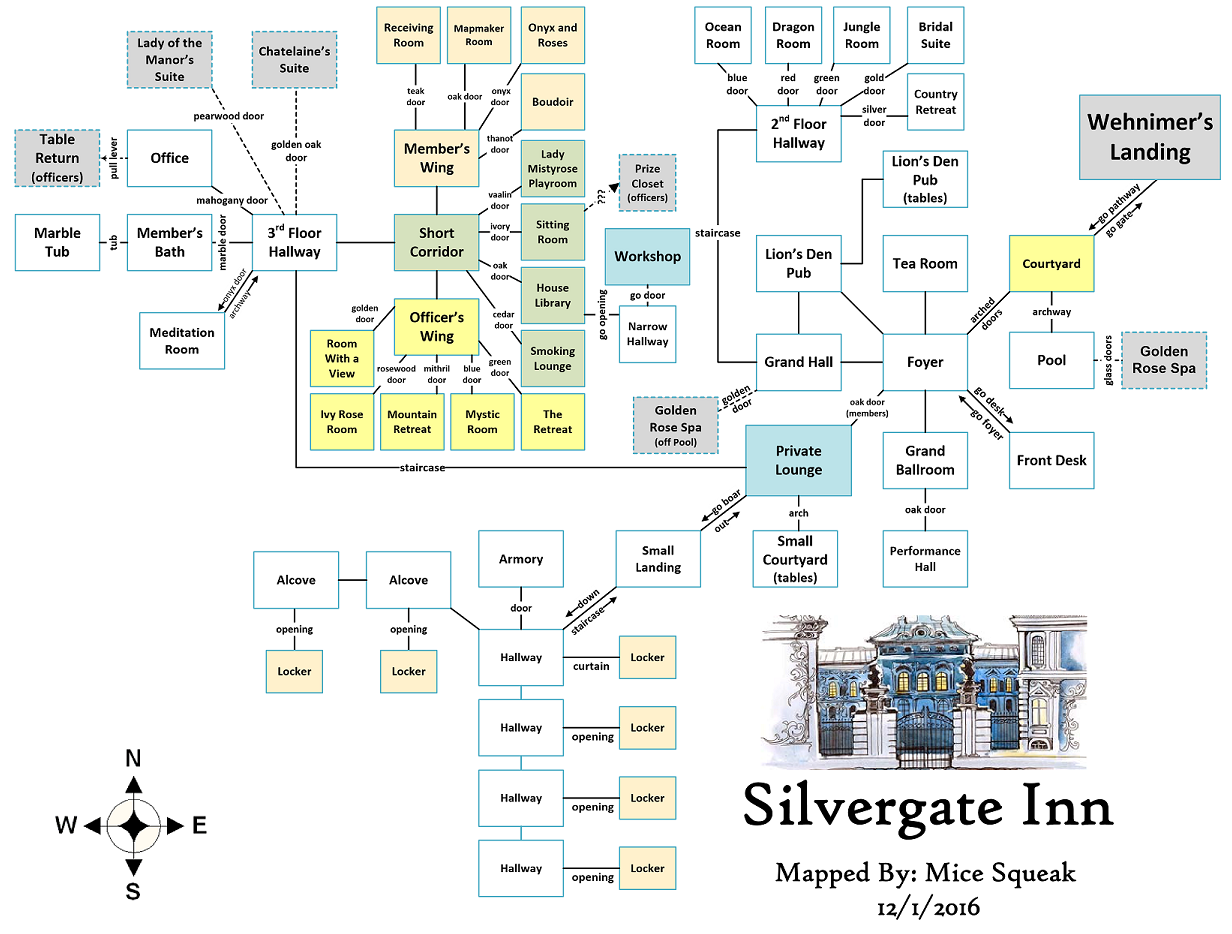 Receiving
Room
Mapmaker
Room
Onyx and
Roses
Ocean
Room
Dragon
Room
Jungle
Room
Bridal
Suite
Lady of the
Manor's
Suite
Chatelaine's
Suite
teak
door
oak door
onyx
door
Boudoir
blue
door
red
door
green
door
gold
door
silver
door
Country
Retreat
pearwood door
golden oak
door
Table
Return
(officers)
pull lever
Office
mahogany door
Member's
Wing
thanot
door
Lady
Mistyrose
Playroom
vaalin
door
Prize
Closet
(officers)
???
2nd Floor
Hallway
Wehnimer's
Landing
Lion's Den
Pub
(tables)
go pathway
go gate
Marble
Tub
tub
Member's
Bath
marble door
3rd Floor
Hallway
Short
Corridor
ivory
door
Sitting
Room
staircase
Workshop
Lion's Den
Pub
Tea Room
Courtyard
oak
door
House
Library
go opening
go door
Narrow
Hallway
onyx door
archway
Meditation
Room
golden
door
Officer's
Wing
cedar
door
Smoking
Lounge
arched
doors
archway
Room
With a
View
rosewood
door
mithril
door
blue
door
green
door
Grand Hall
Foyer
Pool
glass doors
Golden
Rose Spa
Ivy Rose
Room
Mountain
Retreat
Mystic
Room
The
Retreat
Golden
Rose Spa
(off Pool)
golden
door
oak door
(members)
go desk
go foyer
staircase
Private
Lounge
Grand
Ballroom
Front Desk
go boar
out
arch
oak door
Small
Landing
Small
Courtyard
(tables)
Performance
Hall
Armory
door
down
staircase
Alcove
Alcove
opening
opening
Locker
Locker
Hallway
curtain
Locker
Hallway
opening
Locker
Hallway
opening
Locker
Hallway
opening
Locker
N
W
E
S
Silvergate Inn
Mapped By: Mice Squeak
12/1/2016